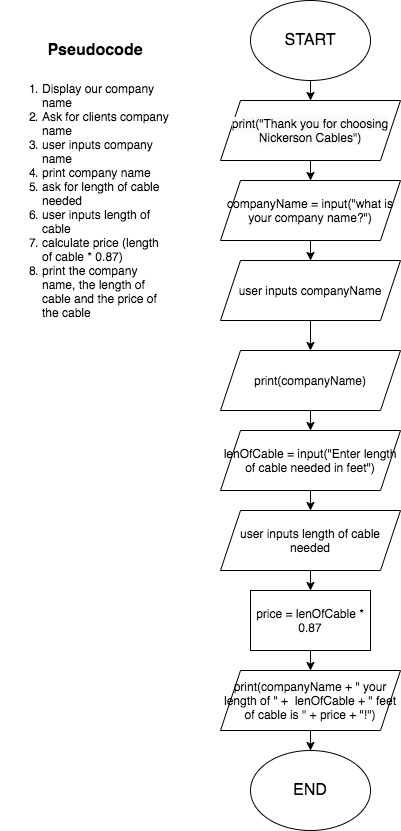 Pseudocode
1. Display our company
name
2. Ask for clients company
name
3. user inputs company
name
4. print company name
5. ask for length of cable
needed
6. user inputs length of
cable
7. calculate price (length
of cable * 0.87)
8. print the company
name, the length of
cable and the price of
the cable
START
print("Thank you for choosing
Nickerson Cables")
companyName = input("what is
your company name?")
user inputs companyName
print(companyName)
lenOfCable = input("Enter length
of cable needed in feet")
user inputs length of cable
needed
price = lenOfCable *
0.87
print(companyName + " your
length of " + lenOfCable + " feet
of cable is " + price + "!")
END